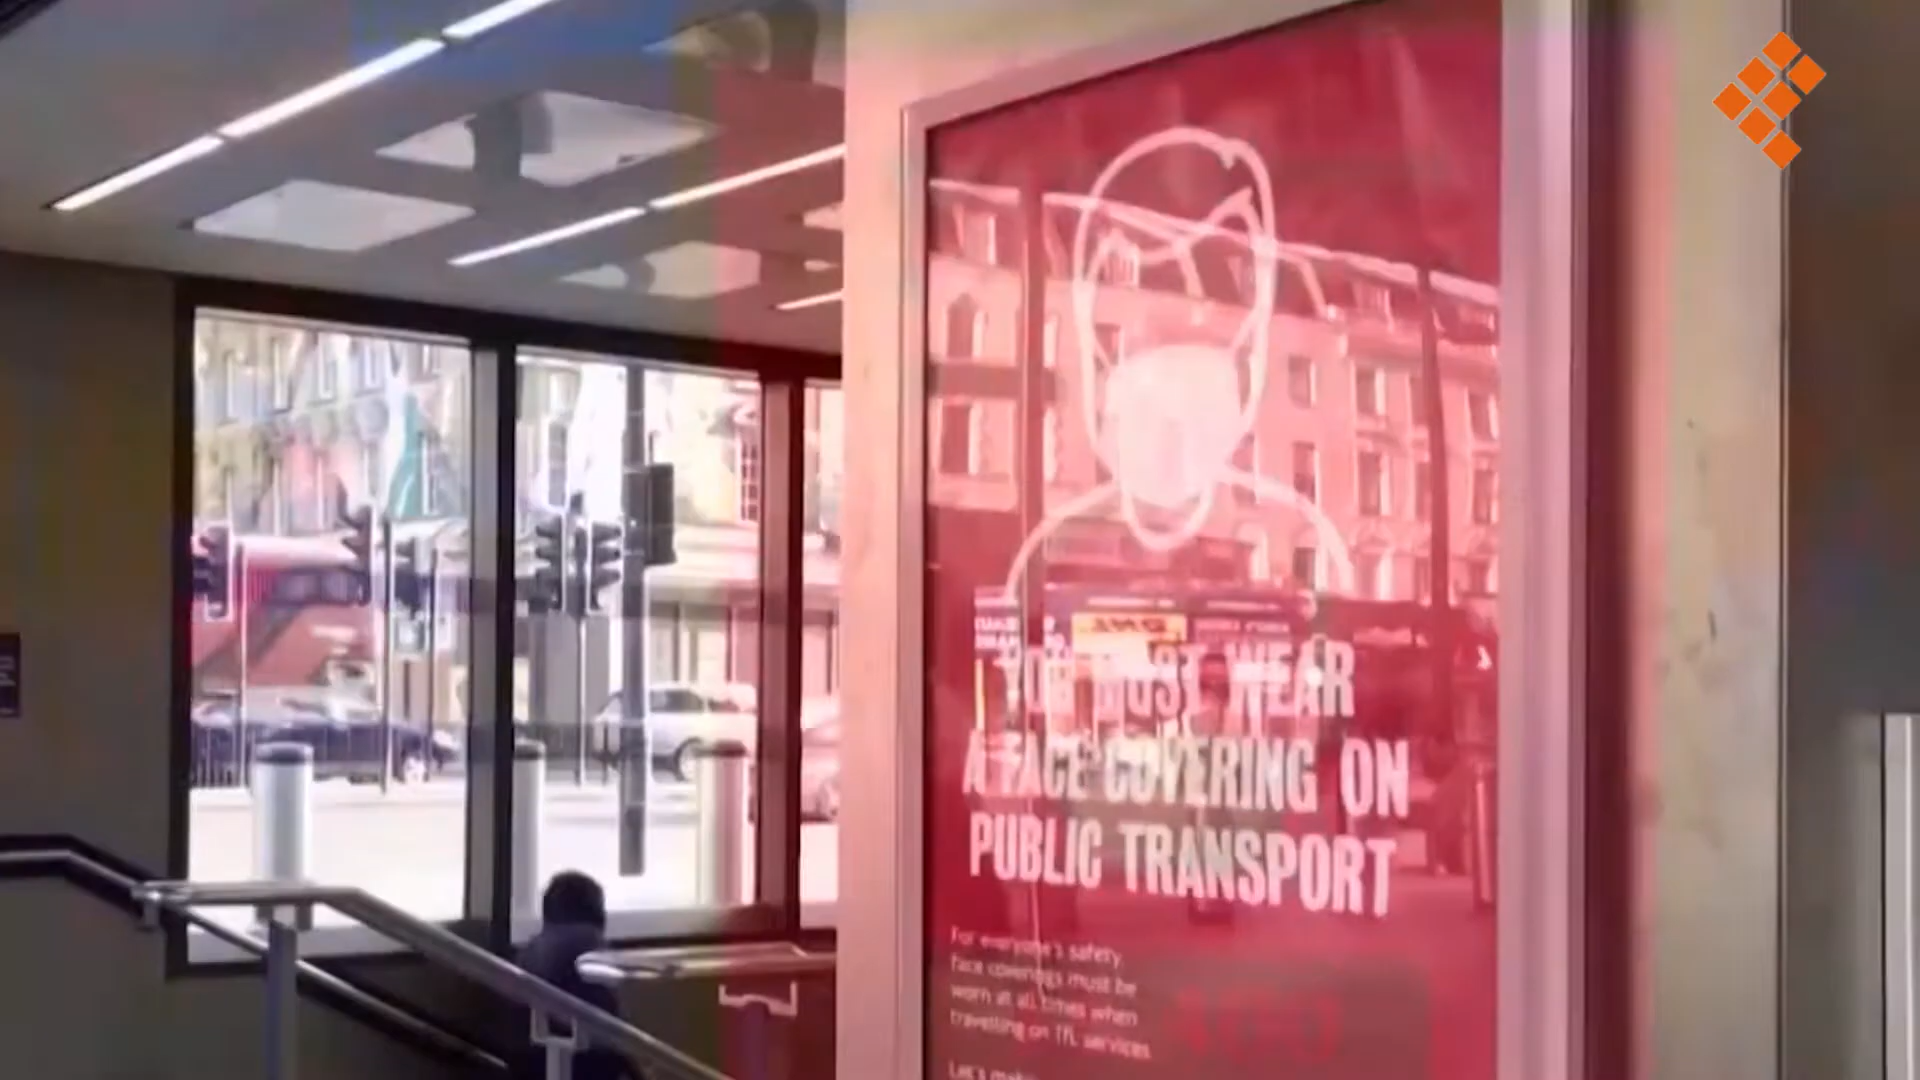 YOU MUST WEAR
A FACE COVERING ON
PUBLIC TRANSPORT
For everyone's safety,
face coverings must be
worn at all times when
travelling on TfL services.
Let's